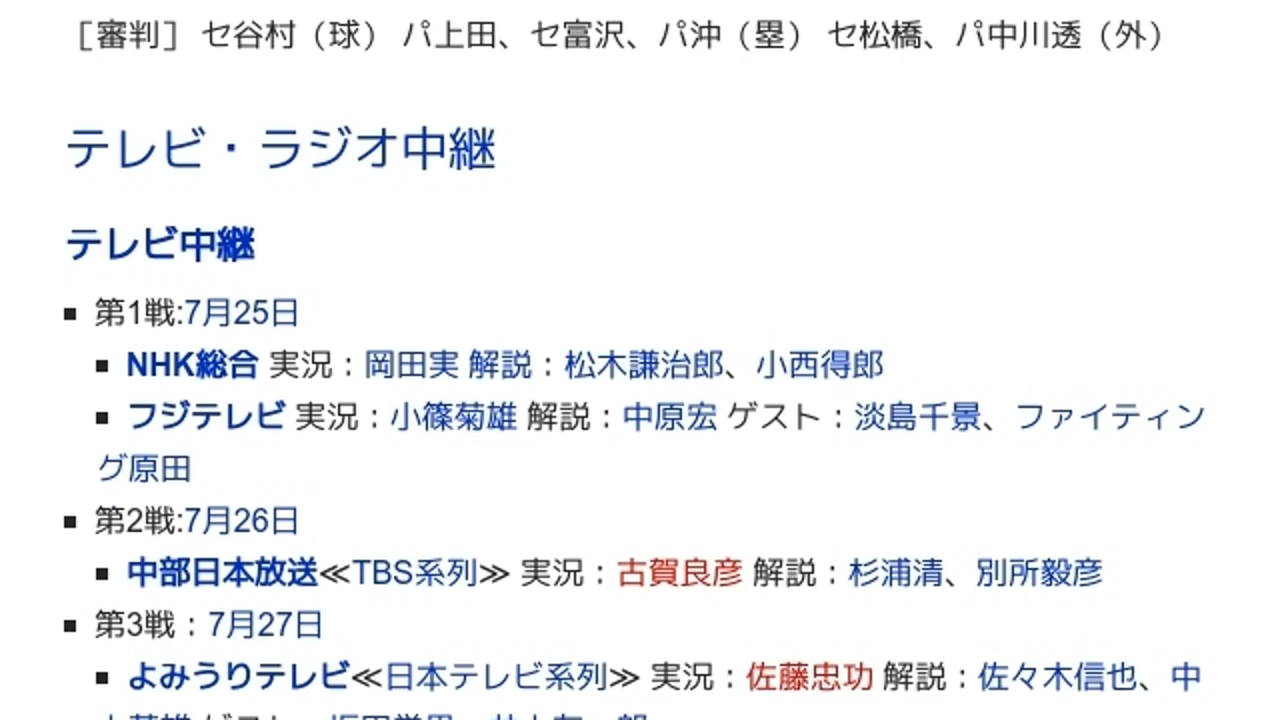 ［審判］ セ谷村（球） パ上田、セ富沢、パ沖（塁） セ松橋、パ中川透（外）
テレビ・ラジオ中継
テレビ中継
第1戦:7月25日
NHK総合 実況：岡田実 解説：松木謙治郎、小西得郎
フジテレビ 実況：小篠菊雄 解説：中原宏 ゲスト：淡島千景、ファイティン
グ原田
第2戦:7月26日
中部日本放送≪TBS系列≫ 実況：古賀良彦 解説：杉浦清、別所毅彦
第3戦：7月27日
よみうりテレビ≪日本テレビ系列≫ 実況：佐藤忠功 解説：佐々木信也、中